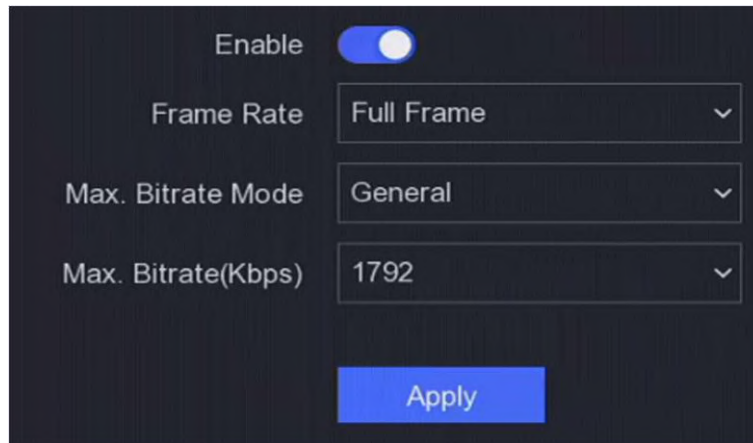 Enable
Frame Rate Full Frame
Max. Bitrate Mode General
Max. Bitrate(Kbps) 1792
Apply